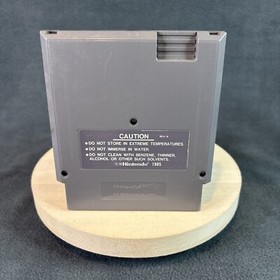 CAUTION
● DO NOT STORE IN EXTREME TEMPERATURES.
● DO NOT IMMERSE IN WATER.
● DO NOT CLEAN WITH BENZENE, THINNER,
ALCOHOL OR OTHER SUCH SOLVENTS.
Nintendo